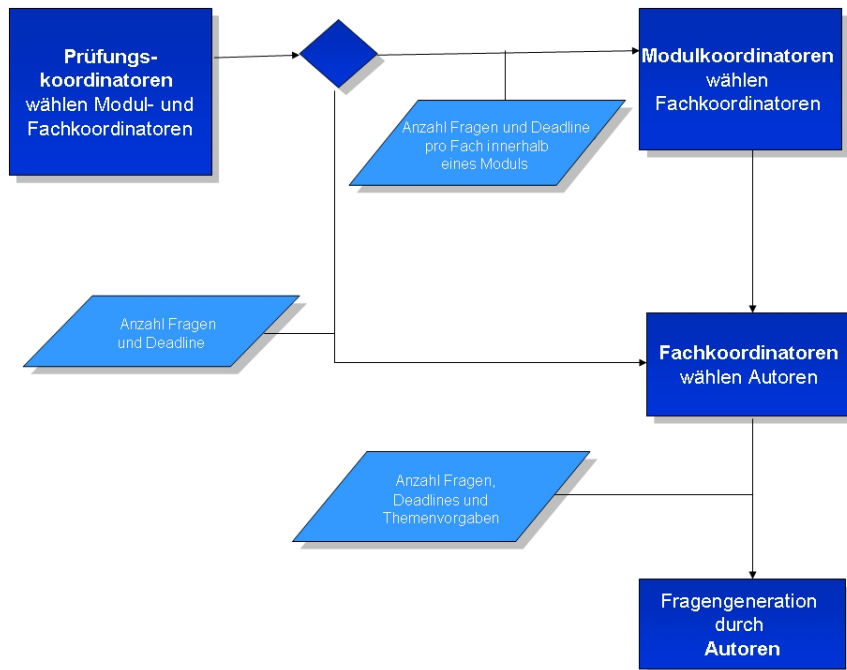 Prüfungs-
koordinatoren
wählen Modul- und
Fachkoordinatoren
Modulkoordinatoren
wählen
Fachkoordinatoren
Anzahl Fragen und Deadline
pro Fach innerhalb
eines Moduls
Anzahl Fragen
und Deadline
Fachkoordinatoren
wählen Autoren
Anzahl Fragen,
Deadlines und
Themenvorgaben
Fragengeneration
durch
Autoren